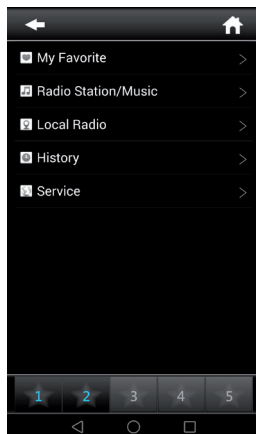 My Favorite
Radio Station/Music
Local Radio
History
Service
1 2 3 4 5